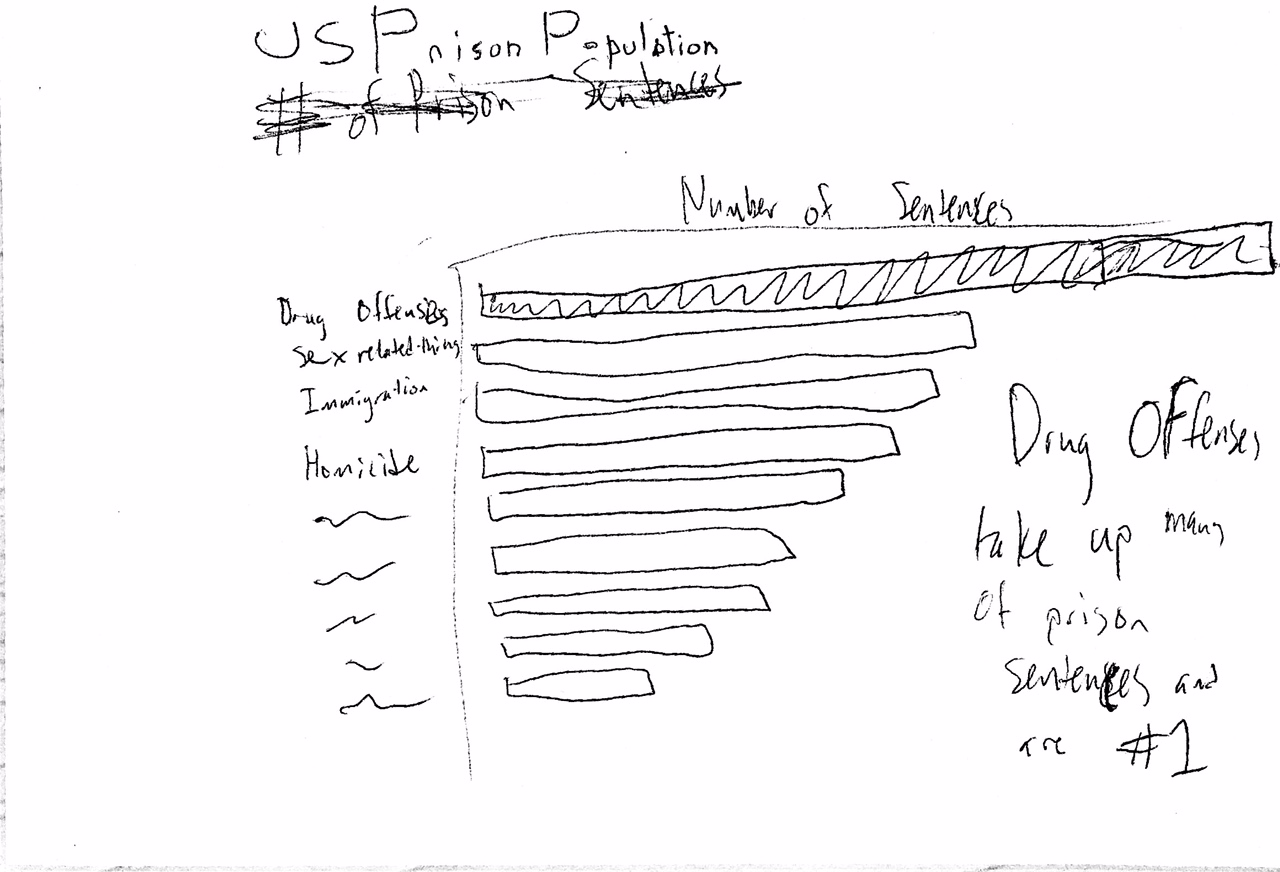 US Prison Population
# of Prison Sentences
Number of Sentences
Drug Offenses
Sex related thing
Immigration
Homicide
Drug Offenses
take up many
of prison
sentences and
are #1